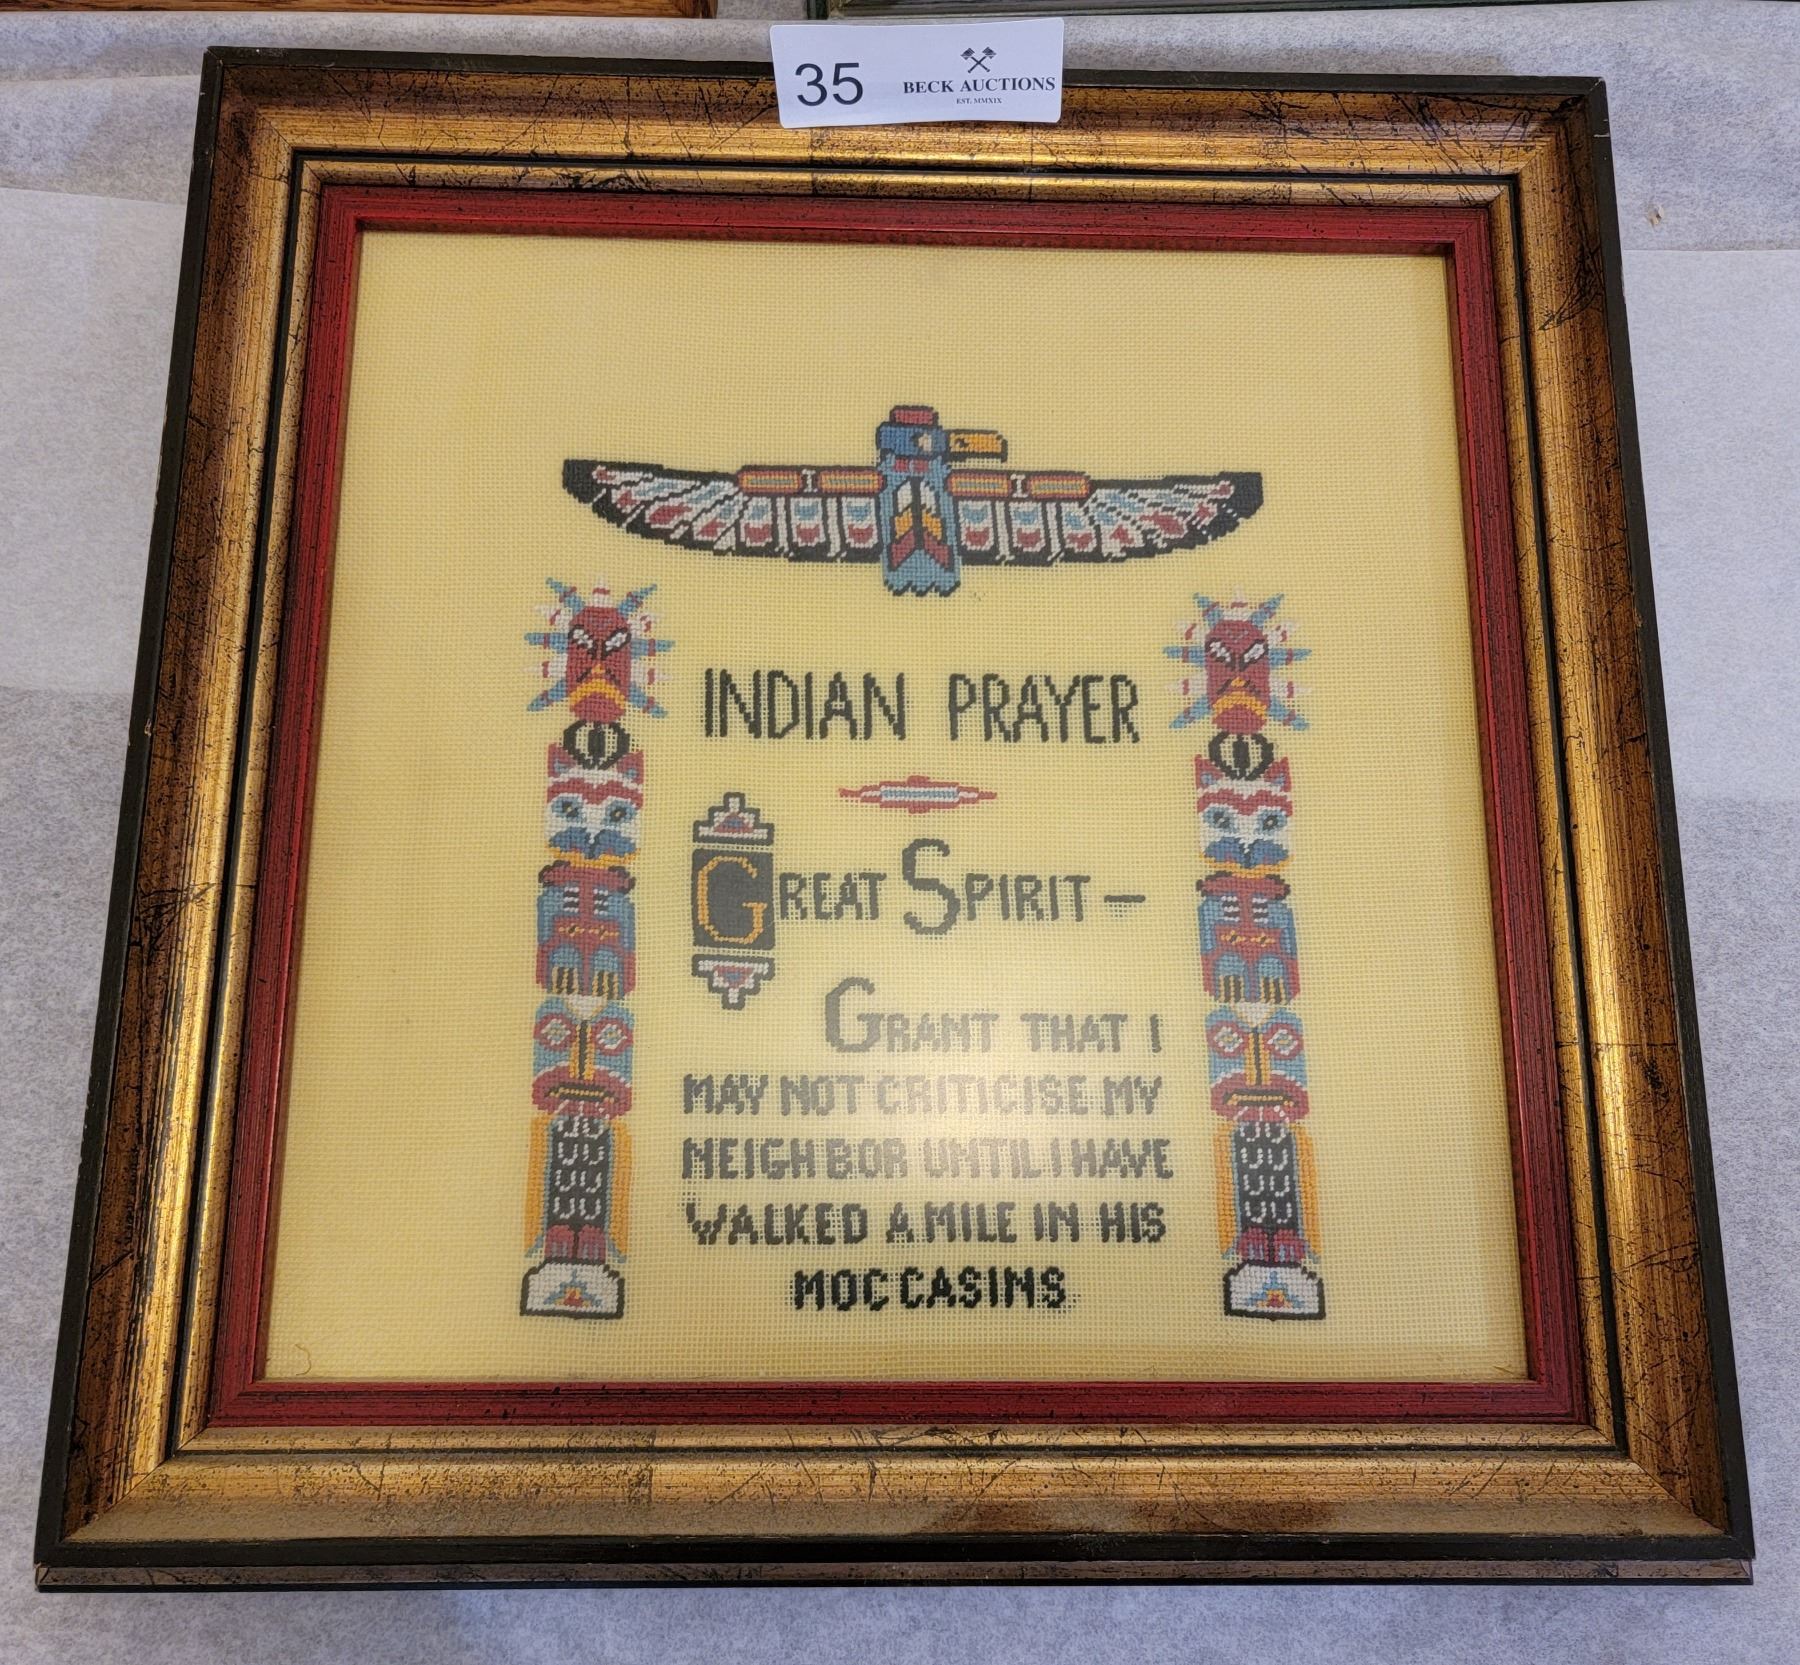 35
BECK AUCTIONS
EST. MMXIX
INDIAN PRAYER
GREAT SPIRIT —
GRANT THAT I
MAY NOT CRITICISE MY
NEIGHBOR UNTIL I HAVE
WALKED A MILE IN HIS
MOCCASINS